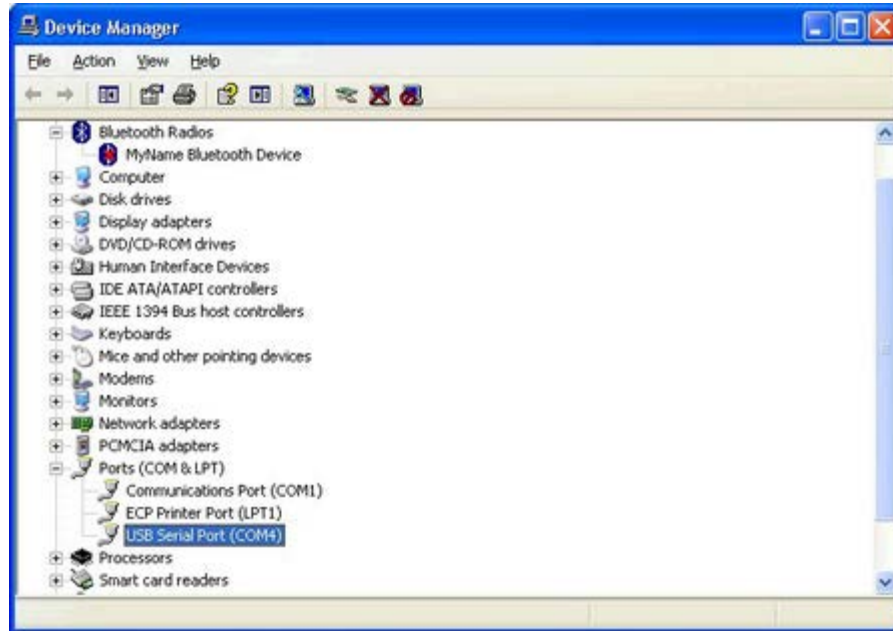 Device Manager
File Action View Help
Bluetooth Radios
MyName Bluetooth Device
Computer
Disk drives
Display adapters
DVD/CD-ROM drives
Human Interface Devices
IDE ATA/ATAPI controllers
IEEE 1394 Bus host controllers
Keyboards
Mice and other pointing devices
Modems
Monitors
Network adapters
PCMCIA adapters
Ports (COM & LPT)
Communications Port (COM1)
ECP Printer Port (LPT1)
USB Serial Port (COM4)
Processors
Smart card readers